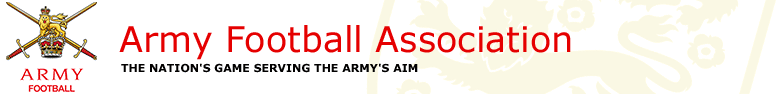 Army Football Association
THE NATION'S GAME SERVING THE ARMY'S AIM
ARMY
FOOTBALL